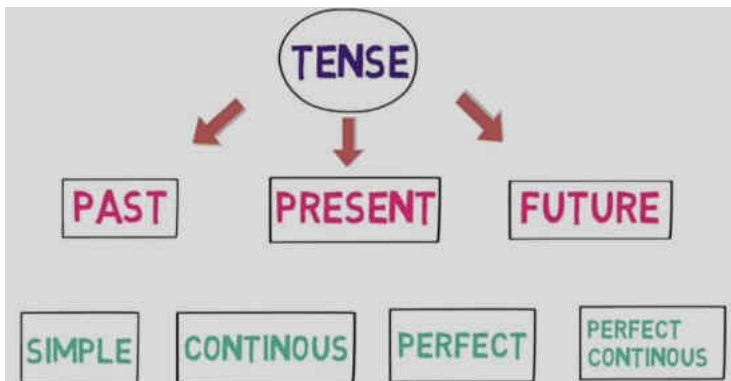 TENSE
PAST PRESENT FUTURE
SIMPLE CONTINOUS PERFECT PERFECT
CONTINOUS